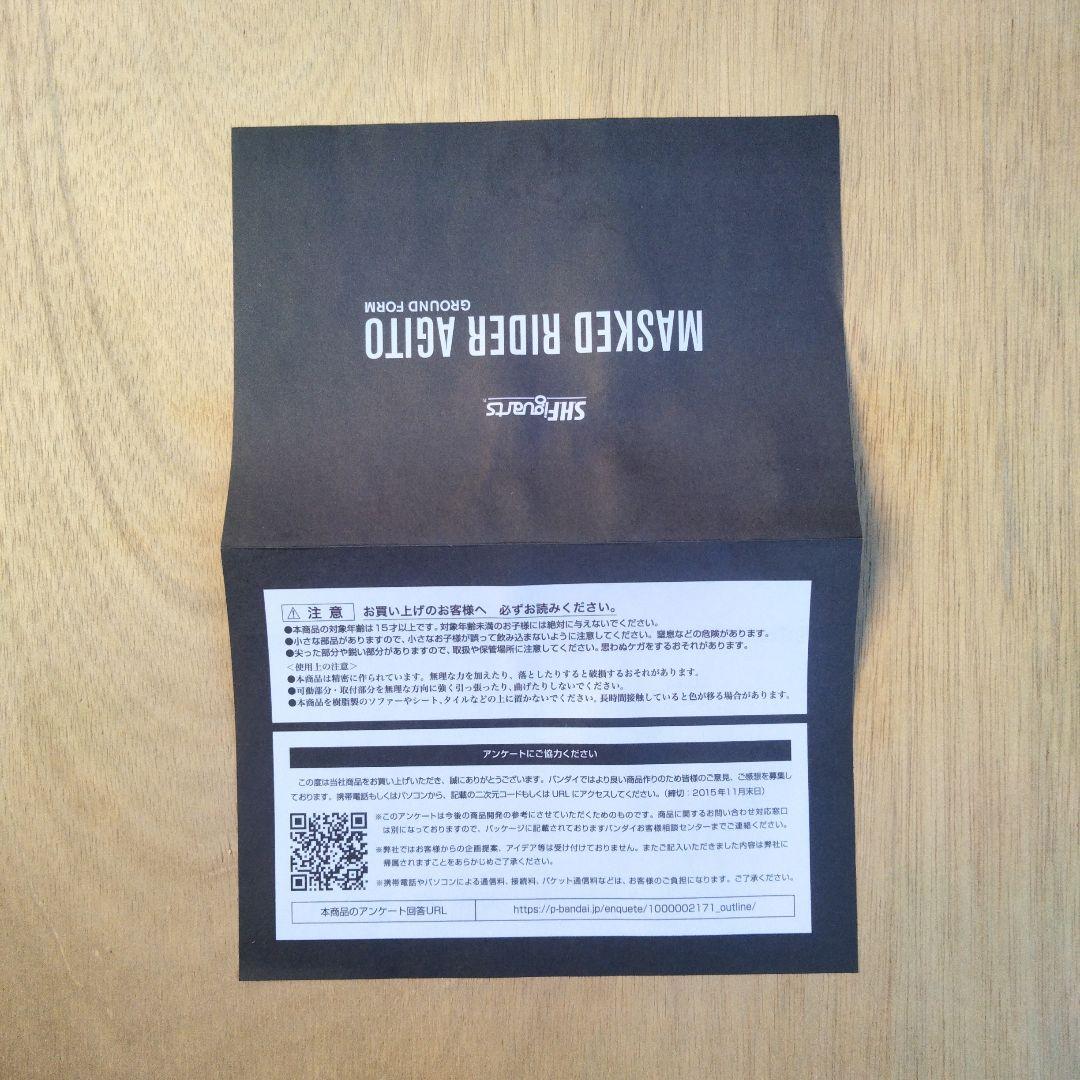 MASKED RIDER AGITO
GROUND FORM
SHFiguarts
注意 お買い上げのお客様へ 必ずお読みください。
●本商品の対象年齢は15才以上です。対象年齢未満のお子様には絶対に与えないでください。
●小さな部品がありますので、小さなお子様が誤って飲み込まないように注意してください。窒息などの危険があります。
●尖った部分や鋭い部分がありますので、取扱や保管場所に注意してください。思わぬケガをするおそれがあります。
＜使用上の注意＞
●本商品は精密に作られています。無理な力を加えたり、落としたりすると破損するおそれがあります。
●可動部分・取付部分を無理な方向に強く引っ張ったり、曲げたりしないでください。
●本商品を樹脂製のソファーやシート、タイルなどの上に置かないでください。長時間接触していると色が移る場合があります。
アンケートにご協力ください
この度は当社商品をお買い上げいただき、誠にありがとうございます。バンダイではより良い商品作りのため皆様のご意見、ご感想を募集し
ております。携帯電話もしくはパソコンから、記載の二次元コードもしくは URL にアクセスしてください。（締切：2015年11月末日）
※このアンケートは今後の商品開発の参考にさせていただくためのものです。商品に関するお問い合わせ対応窓口
は別になっておりますので、パッケージに記載されておりますバンダイお客様相談センターまでご連絡ください。
※弊社ではお客様からの企画提案、アイデア等は受け付けておりません。またご記入いただきました内容は弊社に
帰属されますことをあらかじめご了承ください。
※携帯電話やパソコンによる通信料、接続料、パケット通信料などは、お客様のご負担になります。ご了承ください。
本商品のアンケート回答URL https://p-bandai.jp/enquete/1000002171_outline/